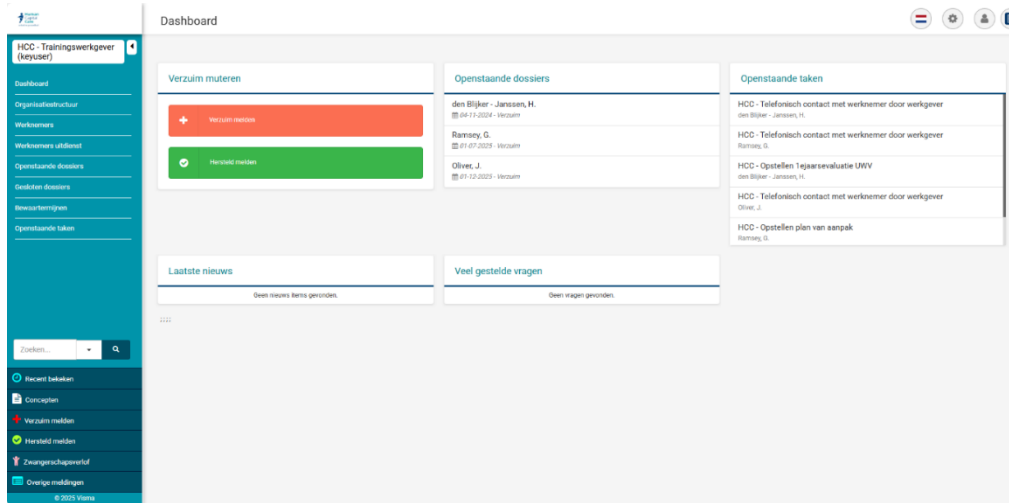 Dashboard
HCC - Trainingswerkgever
(keyuser)
Dashboard
Organisatiestructuur
Werknemers
Werknemers uitdienst
Openstaande dossiers
Gesloten dossiers
Bewaartermijnen
Openstaande taken
Zoeken...
Recent bekeken
Concepten
Verzuim melden
Hersteld melden
Zwangerschapsverlof
Overige meldingen
© 2025 Visma
Verzuim muteren
Verzuim melden
Hersteld melden
Openstaande dossiers
den Blijker - Janssen, H.
04-11-2024 - Verzuim
Ramsey, G.
01-07-2025 - Verzuim
Oliver, J.
01-12-2025 - Verzuim
Openstaande taken
HCC - Telefonisch contact met werknemer door werkgever
den Blijker - Janssen, H.
HCC - Telefonisch contact met werknemer door werkgever
Ramsey, G.
HCC - Opstellen 1ejaarsevaluatie UWV
den Blijker - Janssen, H.
HCC - Telefonisch contact met werknemer door werkgever
Oliver, J.
HCC - Opstellen plan van aanpak
Ramsey, G.
Laatste nieuws
Geen nieuws items gevonden.
Veel gestelde vragen
Geen vragen gevonden.